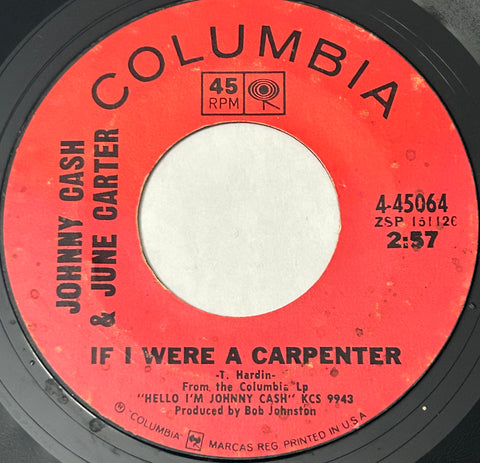 COLUMBIA
45
RPM
JOHNNY CASH
& JUNE CARTER
4-45064
ZSP 151126
2:57
IF I WERE A CARPENTER
-T. Hardin-
From the Columbia Lp
"HELLO I'M JOHNNY CASH" KCS 9943
Produced by Bob Johnston
® "COLUMBIA" MARCAS REG. PRINTED IN U.S.A.